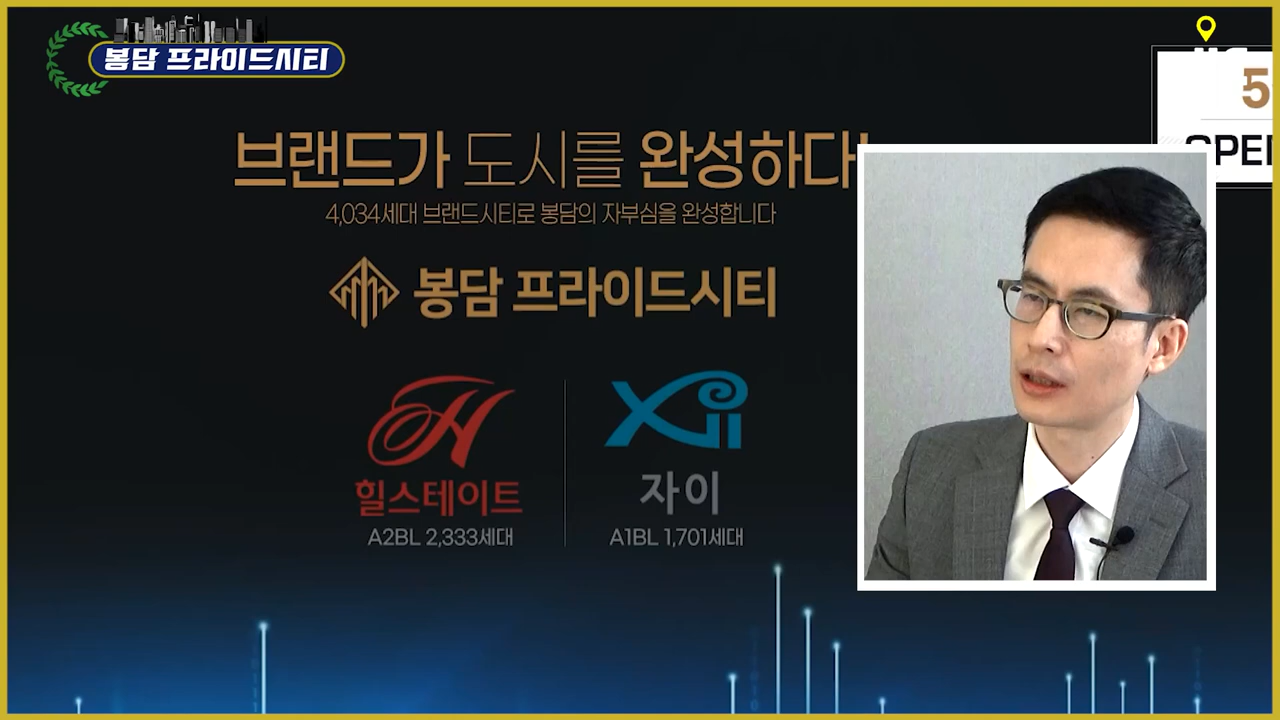 봉담 프라이드시티
5
OPE
브랜드가 도시를 완성하다!
4,034세대 브랜드시티로 봉담의 자부심을 완성합니다
봉담 프라이드시티
H
Xii
힐스테이트
자이
A2BL 2,333세대
A1BL 1,701세대